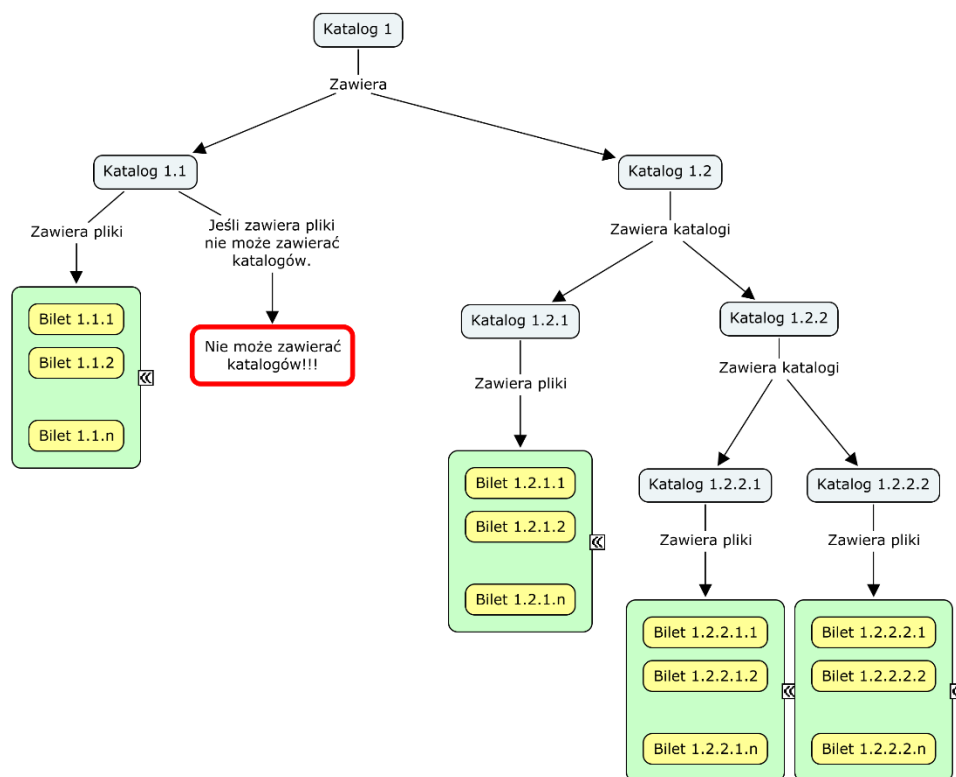 Katalog 1
Zawiera
Katalog 1.1
Katalog 1.2
Zawiera pliki
Jeśli zawiera pliki
nie może zawierać
katalogów.
Zawiera katalogi
Bilet 1.1.1
Bilet 1.1.2
Bilet 1.1.n
Nie może zawierać
katalogów!!!
Katalog 1.2.1
Katalog 1.2.2
Zawiera pliki
Zawiera katalogi
Bilet 1.2.1.1
Bilet 1.2.1.2
Bilet 1.2.1.n
Katalog 1.2.2.1
Katalog 1.2.2.2
Zawiera pliki
Zawiera pliki
Bilet 1.2.2.1.1
Bilet 1.2.2.1.2
Bilet 1.2.2.1.n
Bilet 1.2.2.2.1
Bilet 1.2.2.2.2
Bilet 1.2.2.2.n